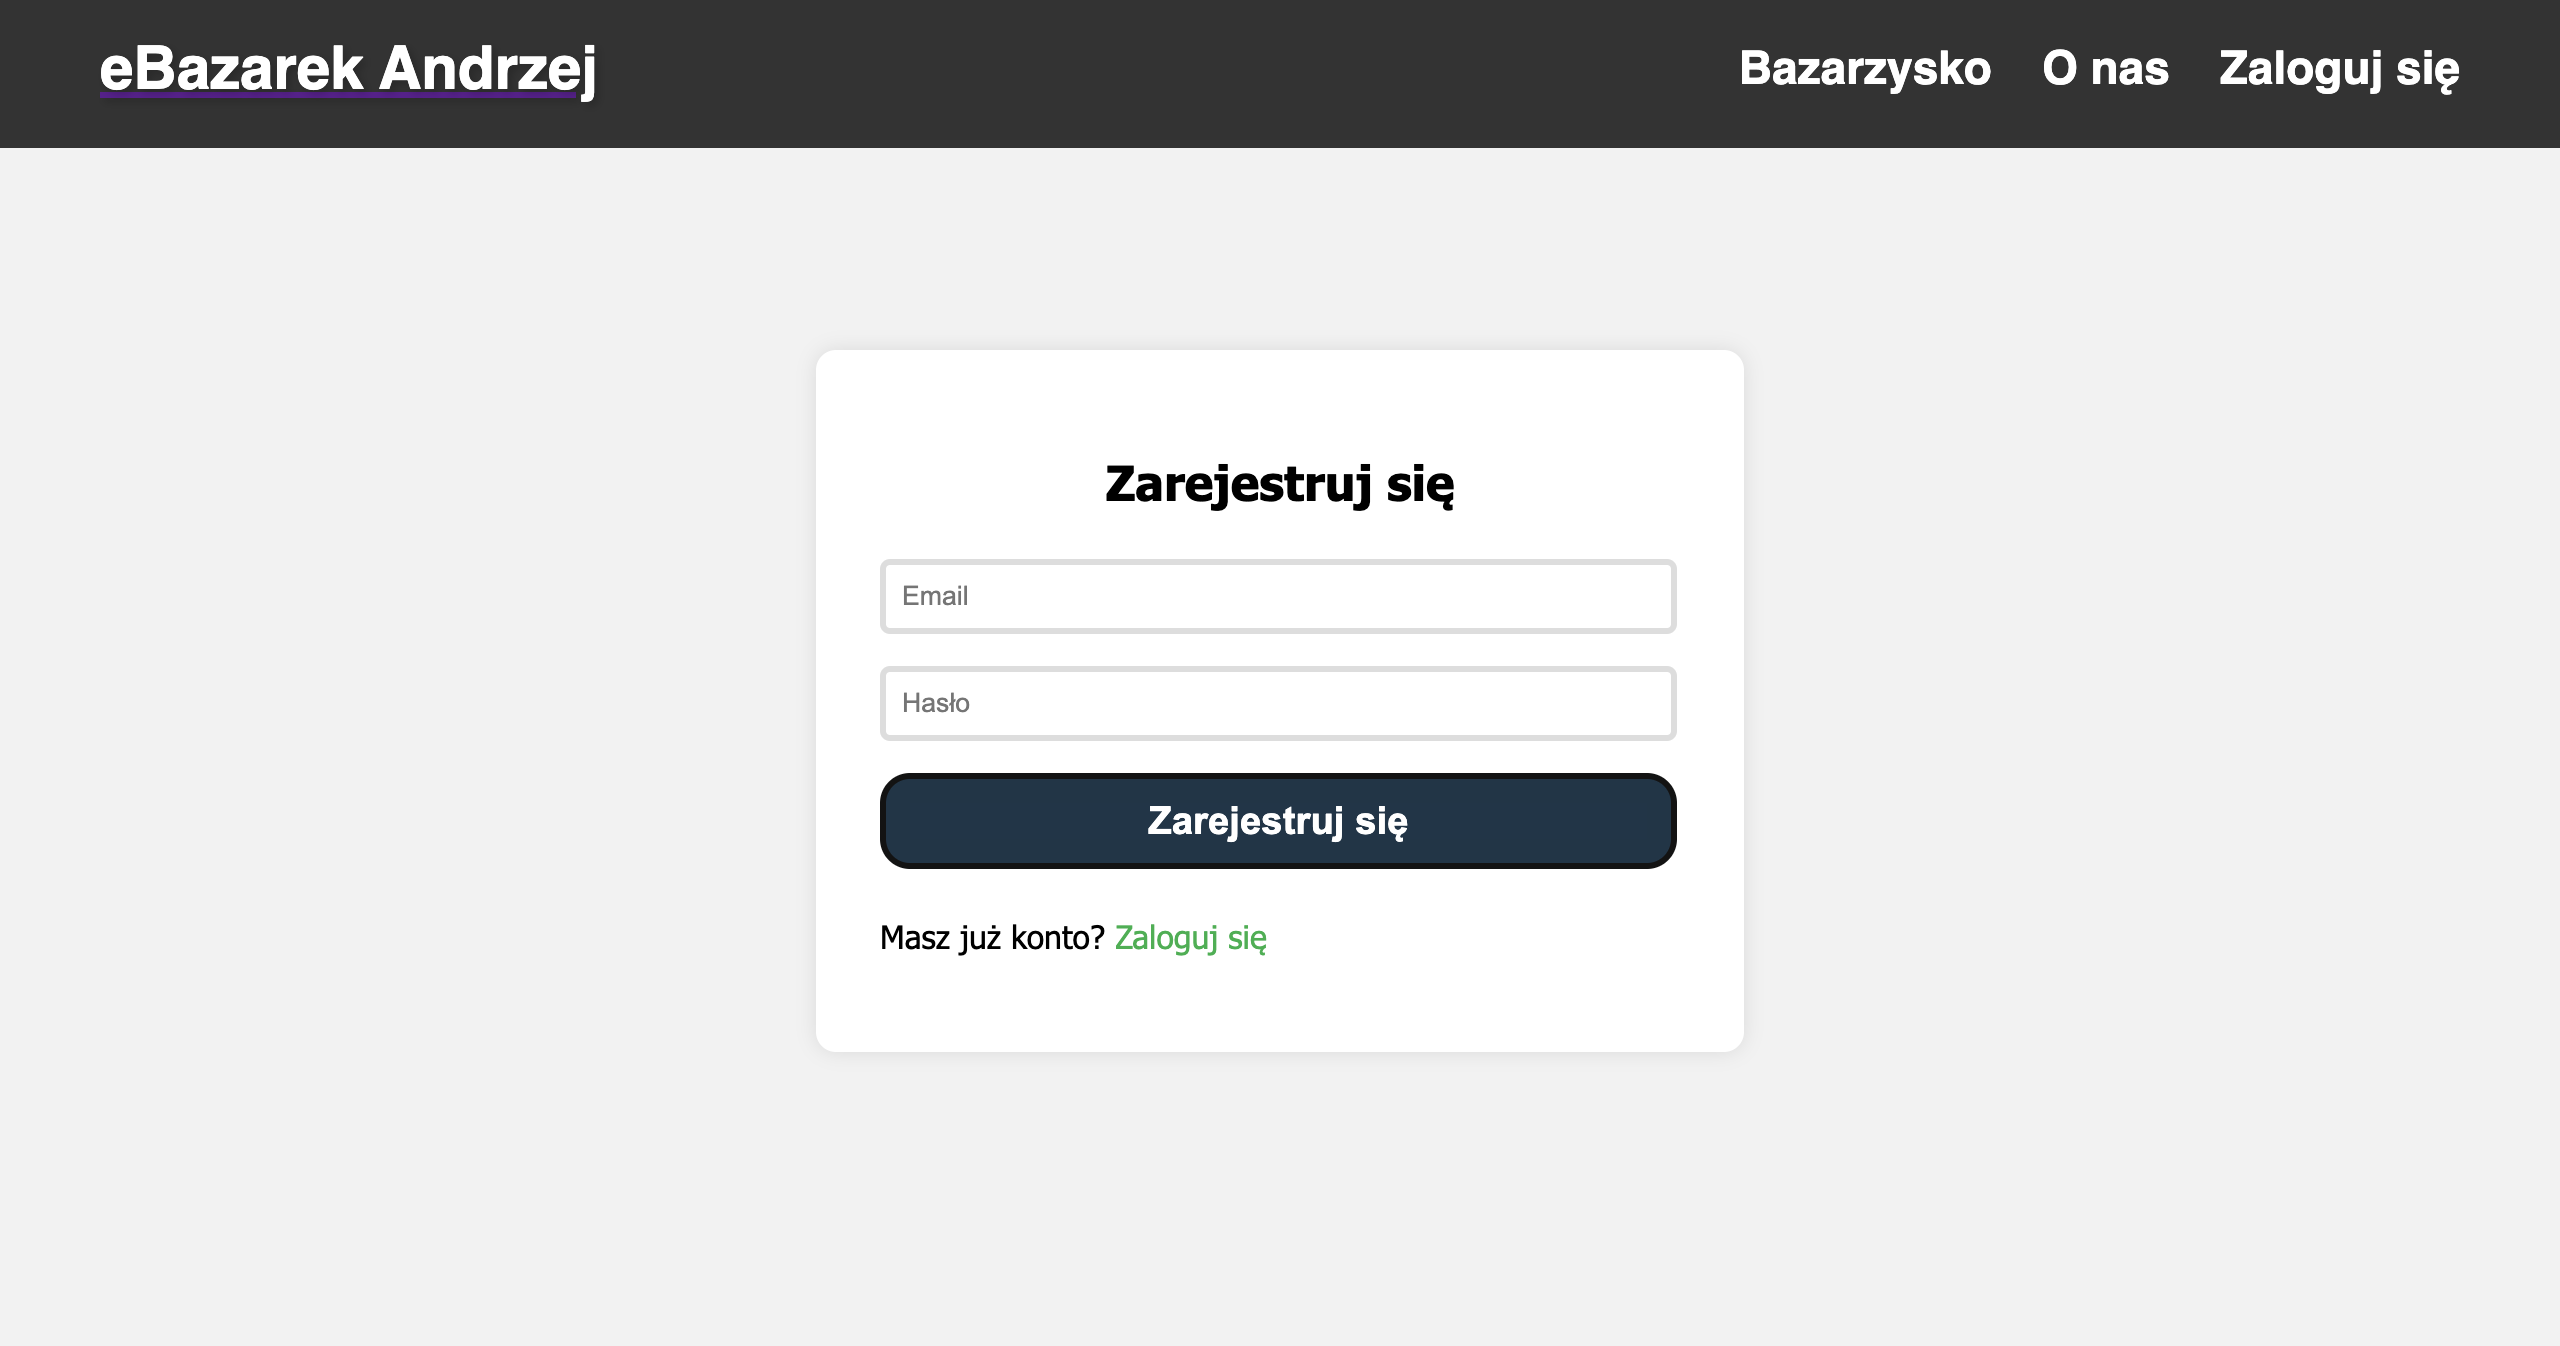 eBazarek Andrzej
Bazarzysko O nas Zaloguj się
Zarejestruj się
Email
Hasło
Zarejestruj się
Masz już konto? Zaloguj się